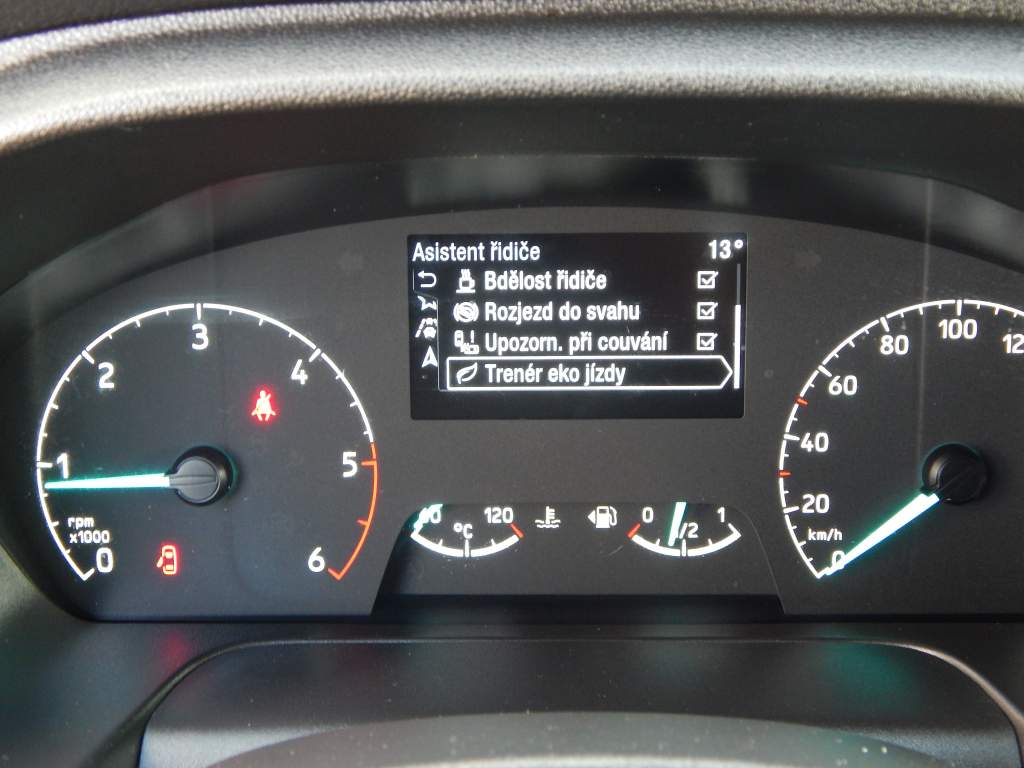 Asistent řidiče 13°
Bdělost řidiče
Rozjezd do svahu
Upozorn. při couvání
Trenér eko jízdy
0
1
2
3
4
5
6
rpm
x1000
°C
120
0
1/2
1
0
20
40
60
80
100
km/h